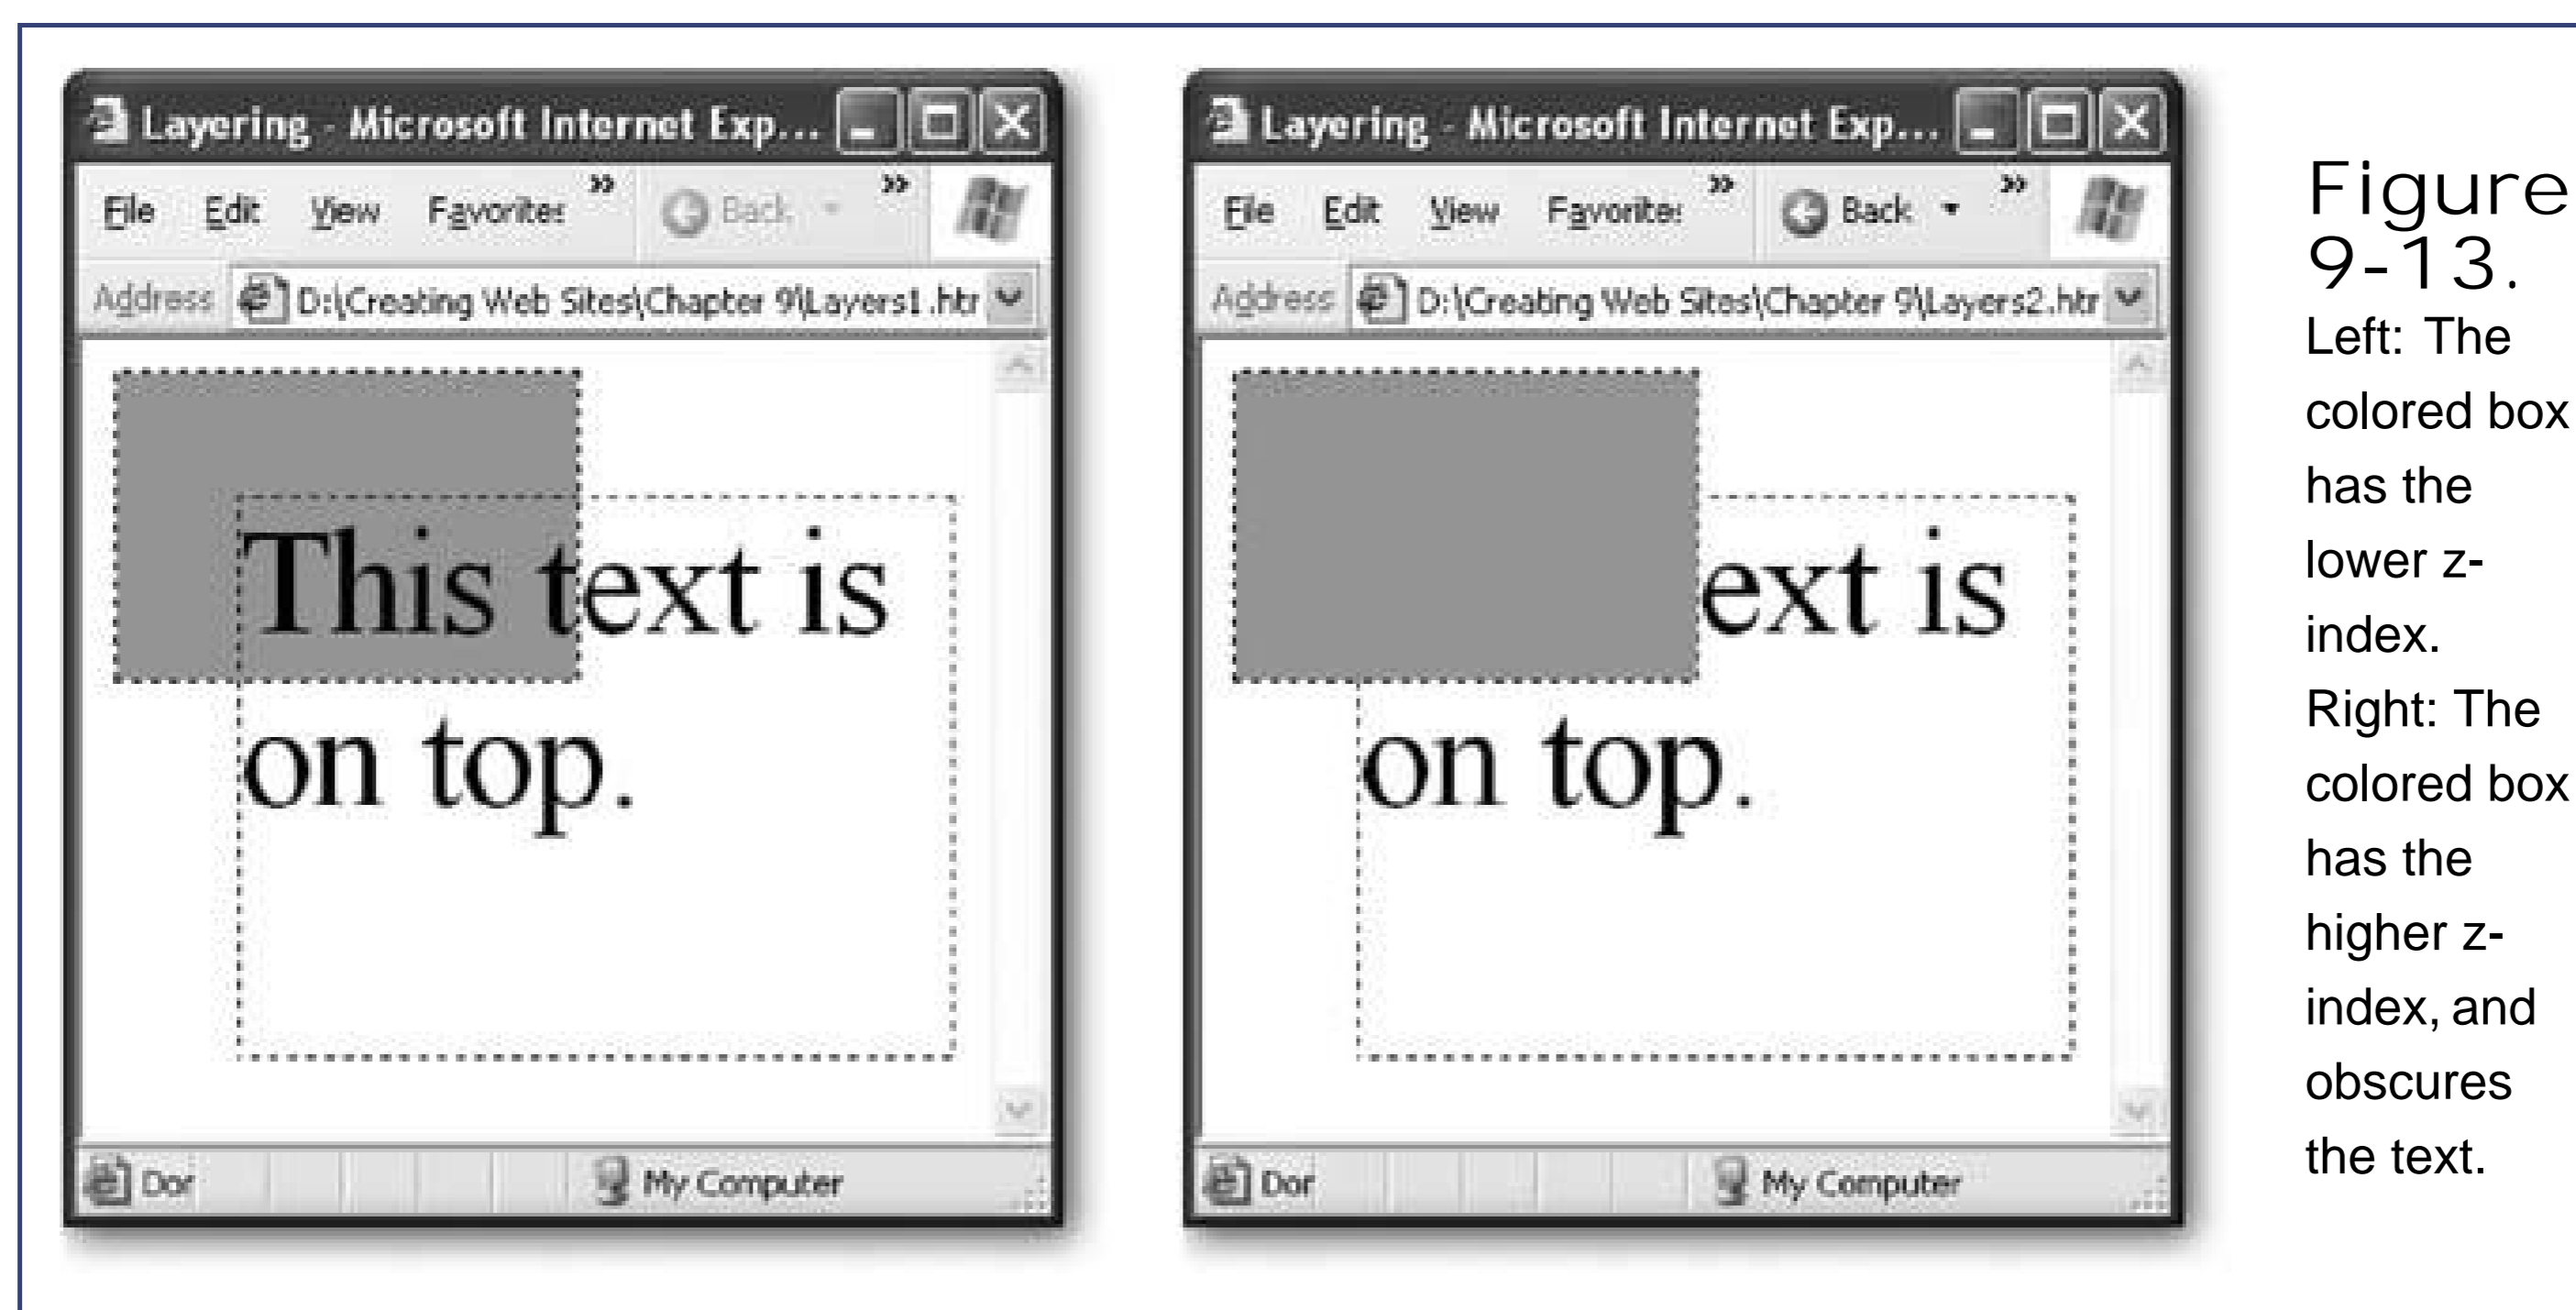 Layering - Microsoft Internet Exp...
File Edit View Favorites » Back »
Address D:\Creating Web Sites\Chapter 9\Layers1.htr
This text is
on top.
Dor My Computer
Layering - Microsoft Internet Exp...
File Edit View Favorites » Back »
Address D:\Creating Web Sites\Chapter 9\Layers2.htr
ext is
on top.
Dor My Computer
Figure
9-13.
Left: The
colored box
has the
lower z-
index.
Right: The
colored box
has the
higher z-
index, and
obscures
the text.